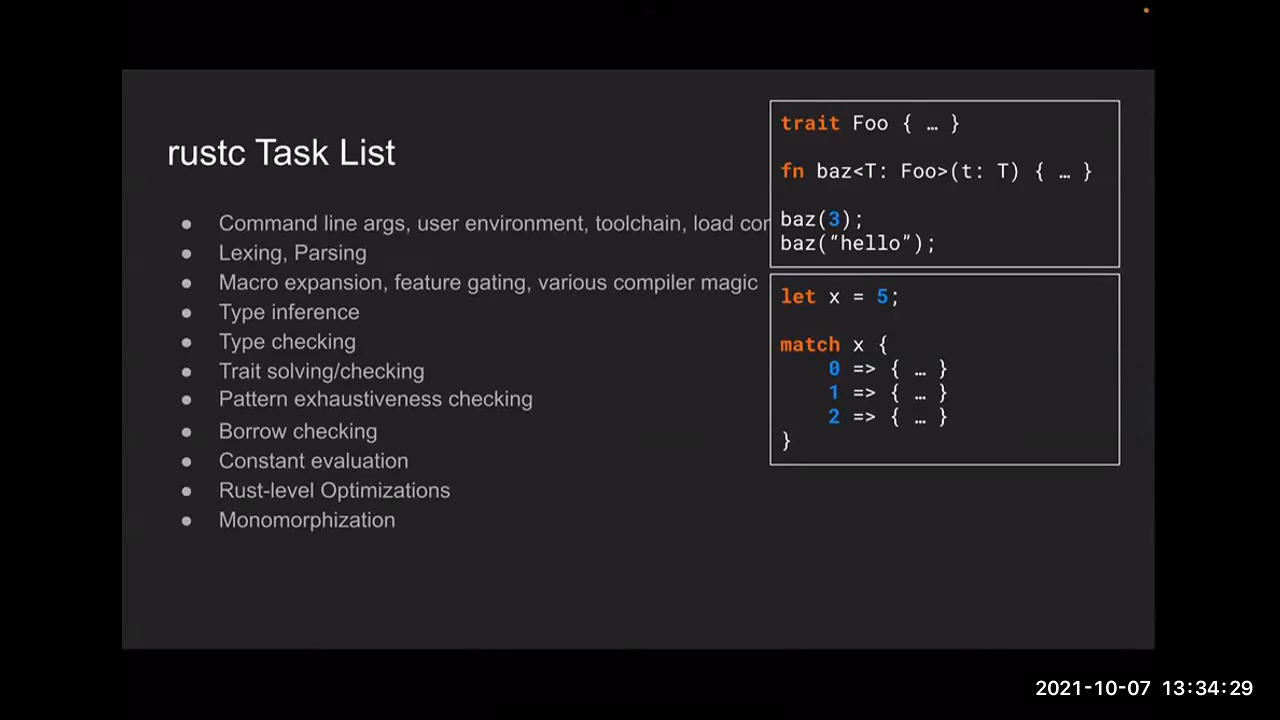 rustc Task List
● Command line args, user environment, toolchain, load
● Lexing, Parsing
● Macro expansion, feature gating, various compiler magic
● Type inference
● Type checking
● Trait solving/checking
● Pattern exhaustiveness checking
● Borrow checking
● Constant evaluation
● Rust-level Optimizations
● Monomorphization
trait Foo { … }
fn baz<T: Foo>(t: T) { … }
baz(3);
baz(“hello”);
let x = 5;
match x {
0 => { … }
1 => { … }
2 => { … }
}
2021-10-07 13:34:29